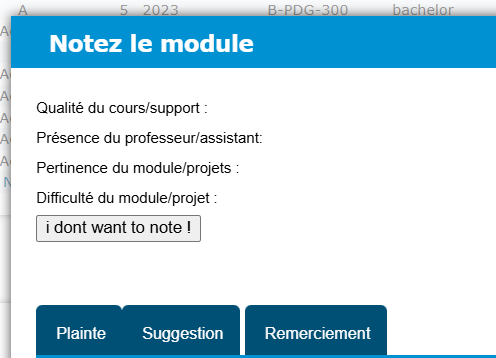 A 5 2023 B-PDG-300 bachelor
Notez le module
Qualité du cours/support :
Présence du professeur/assistant:
Pertinence du module/projets :
Difficulté du module/projet :
i dont want to note !
Plainte Suggestion Remerciement